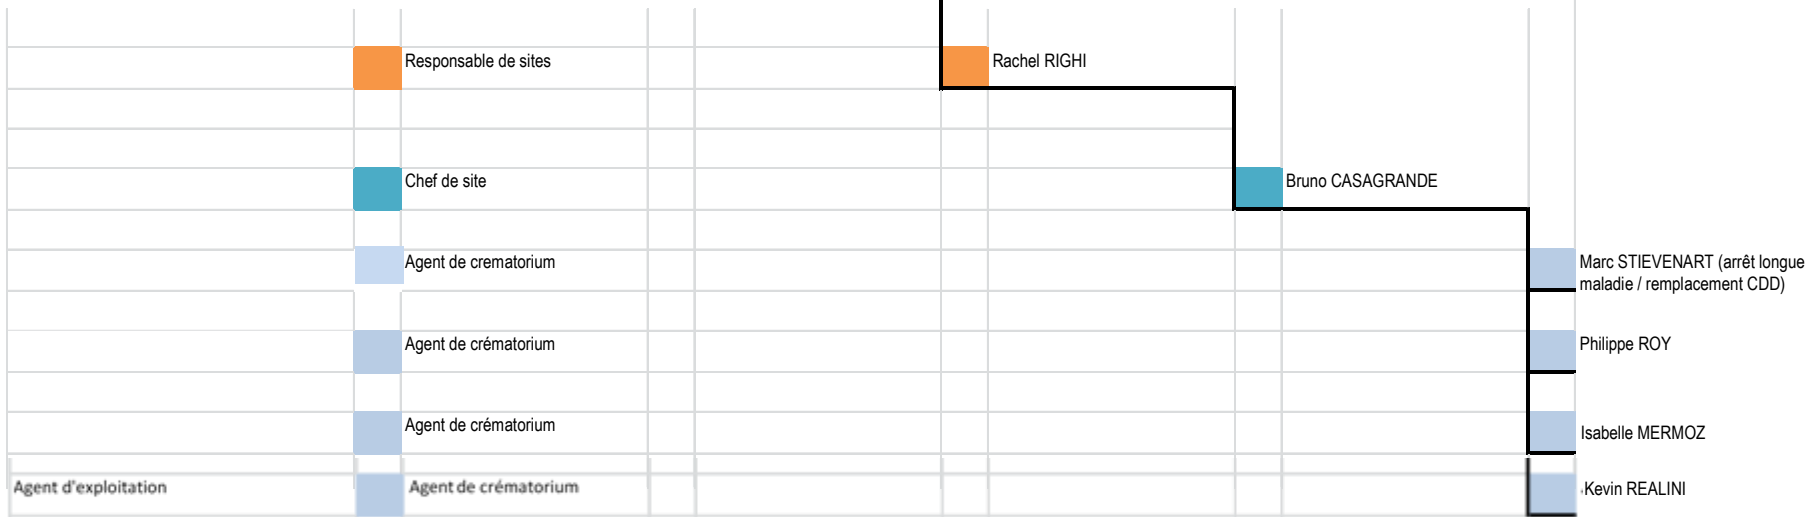 Responsable de sites
Rachel RIGHI
Chef de site
Bruno CASAGRANDE
Agent de crematorium
Marc STIEVENART (arrêt longue
maladie / remplacement CDD)
Agent de crématorium
Philippe ROY
Agent de crématorium
Isabelle MERMOZ
Agent d'exploitation
Agent de crématorium
Kevin REALINI